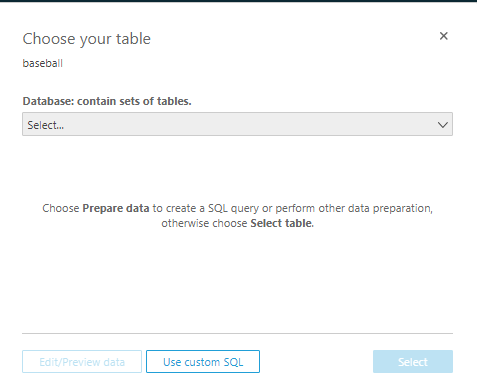 Choose your table
baseball
Database: contain sets of tables.
Select...
Choose Prepare data to create a SQL query or perform other data preparation,
otherwise choose Select table.
Edit/Preview data Use custom SQL Select